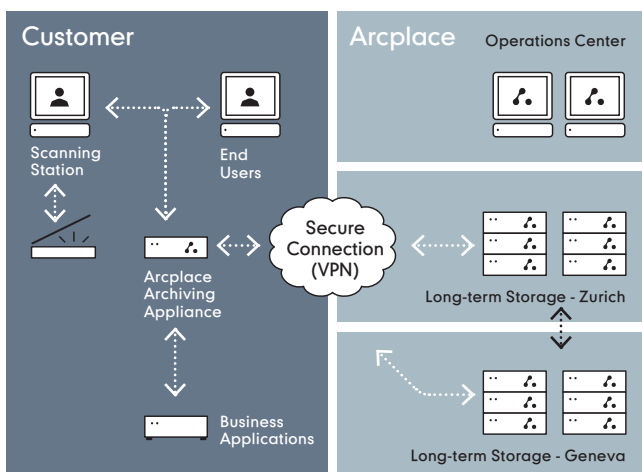 Customer
Arcplace
Operations Center
Scanning
Station
End
Users
Secure
Connection
(VPN)
Arcplace
Archiving
Appliance
Long-term Storage - Zurich
Business
Applications
Long-term Storage - Geneva